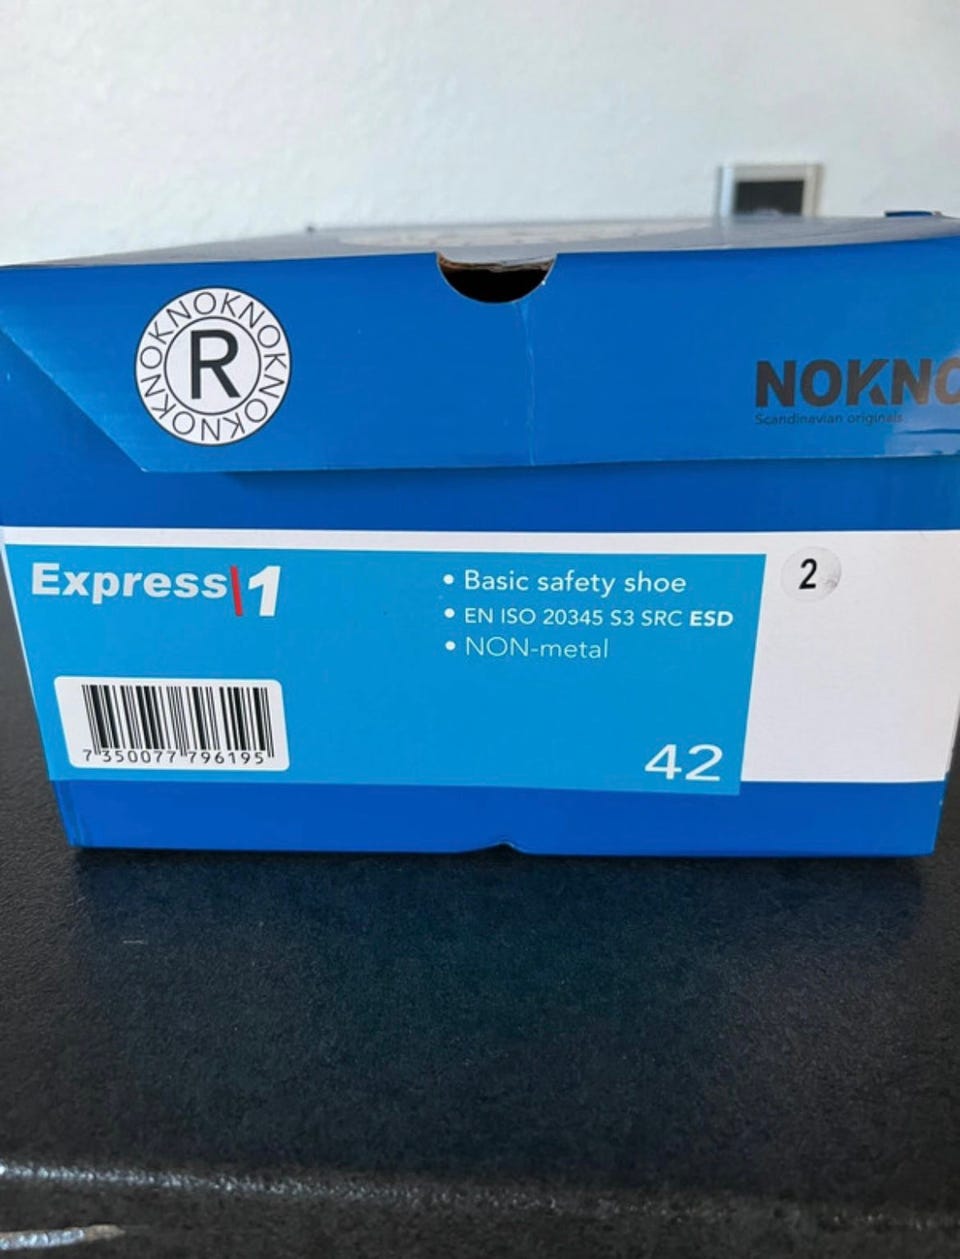 NOKNOKNOKNOKNOKNOK
R
NOKNO
Scandinavian originals
Express|1
• Basic safety shoe
• EN ISO 20345 S3 SRC ESD
• NON-metal
2
7 350077 796195
42